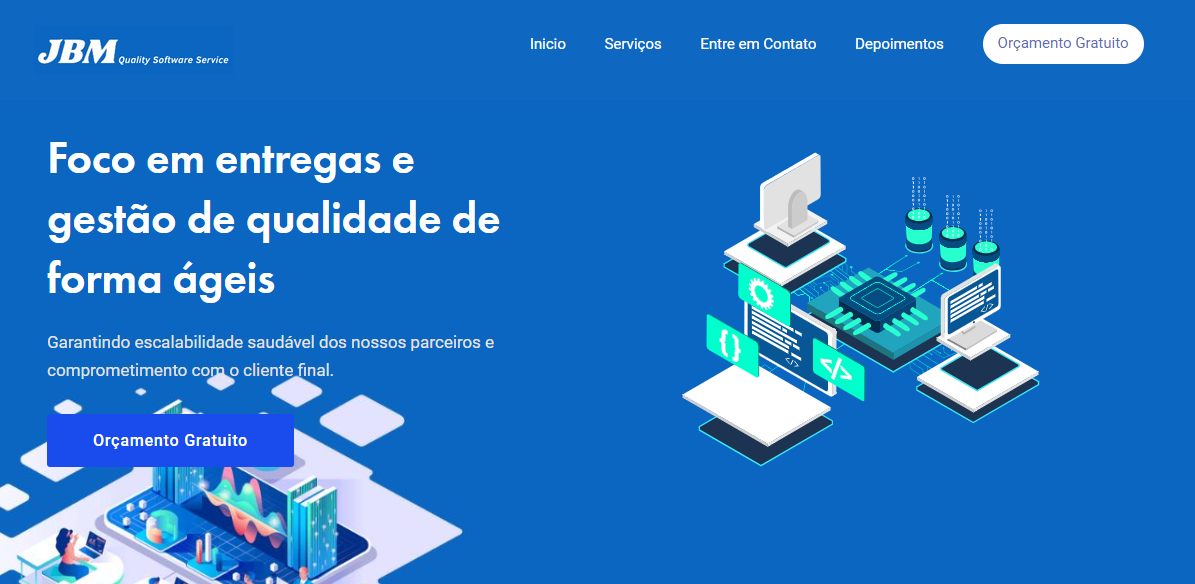 JBM Quality Software Service
Inicio
Serviços
Entre em Contato
Depoimentos
Orçamento Gratuito
Foco em entregas e
gestão de qualidade de
forma ágeis
Garantindo escalabilidade saudável dos nossos parceiros e
comprometimento com o cliente final.
Orçamento Gratuito
{}
</>
</>
</>